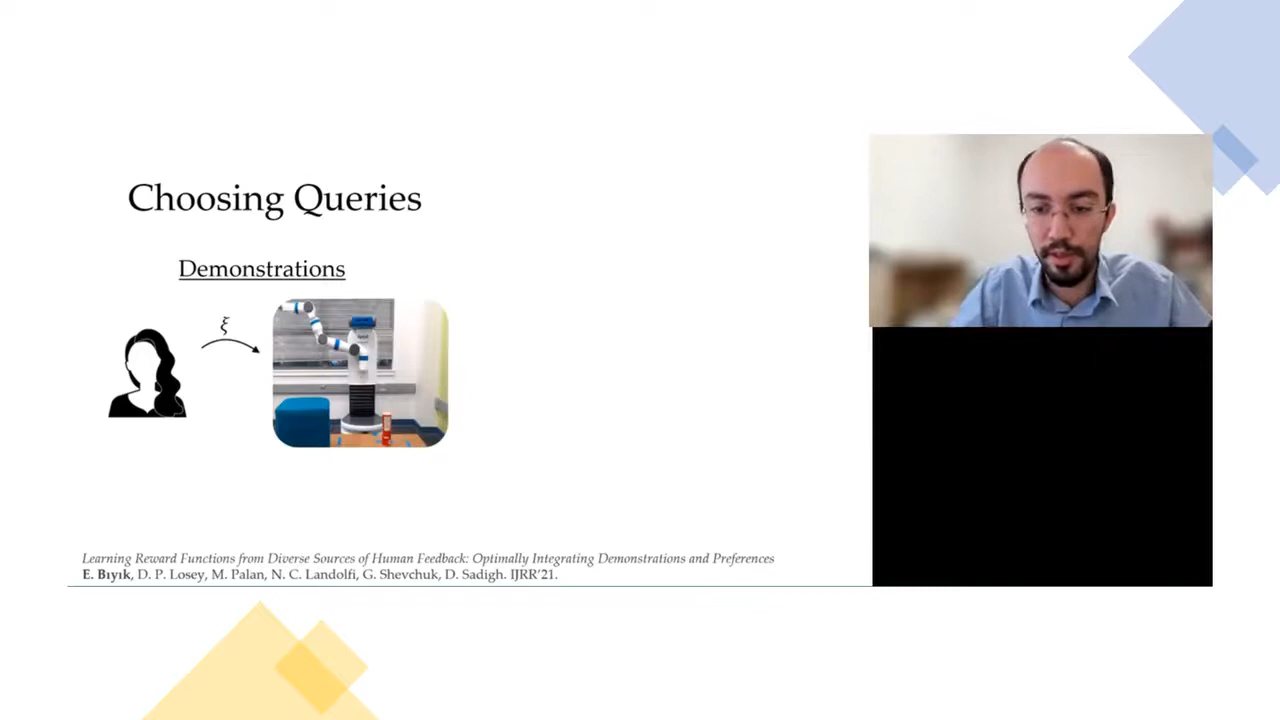 Choosing Queries
Demonstrations
ξ
Learning Reward Functions from Diverse Sources of Human Feedback: Optimally Integrating Demonstrations and Preferences
E. Bıyık, D. P. Losey, M. Palan, N. C. Landolfi, G. Shevchuk, D. Sadigh. IJRR’21.